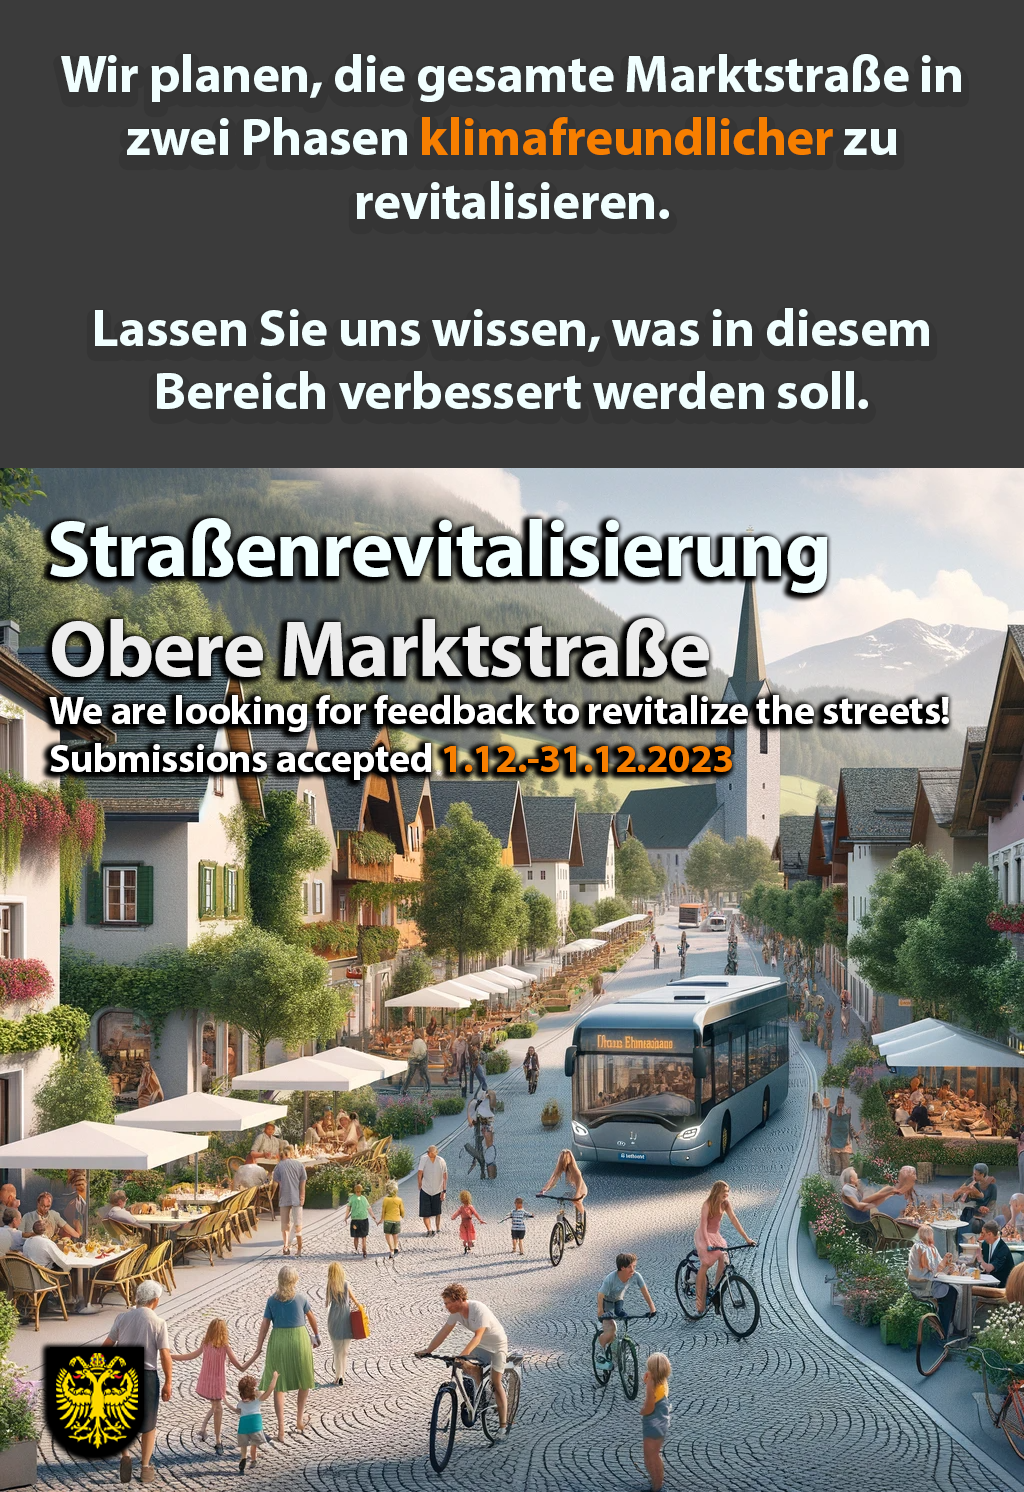 Wir planen, die gesamte Marktstraße in
zwei Phasen klimafreundlicher zu
revitalisieren.
Lassen Sie uns wissen, was in diesem
Bereich verbessert werden soll.
Straßenrevitalisierung
Obere Marktstraße
We are looking for feedback to revitalize the streets!
Submissions accepted 1.12.-31.12.2023